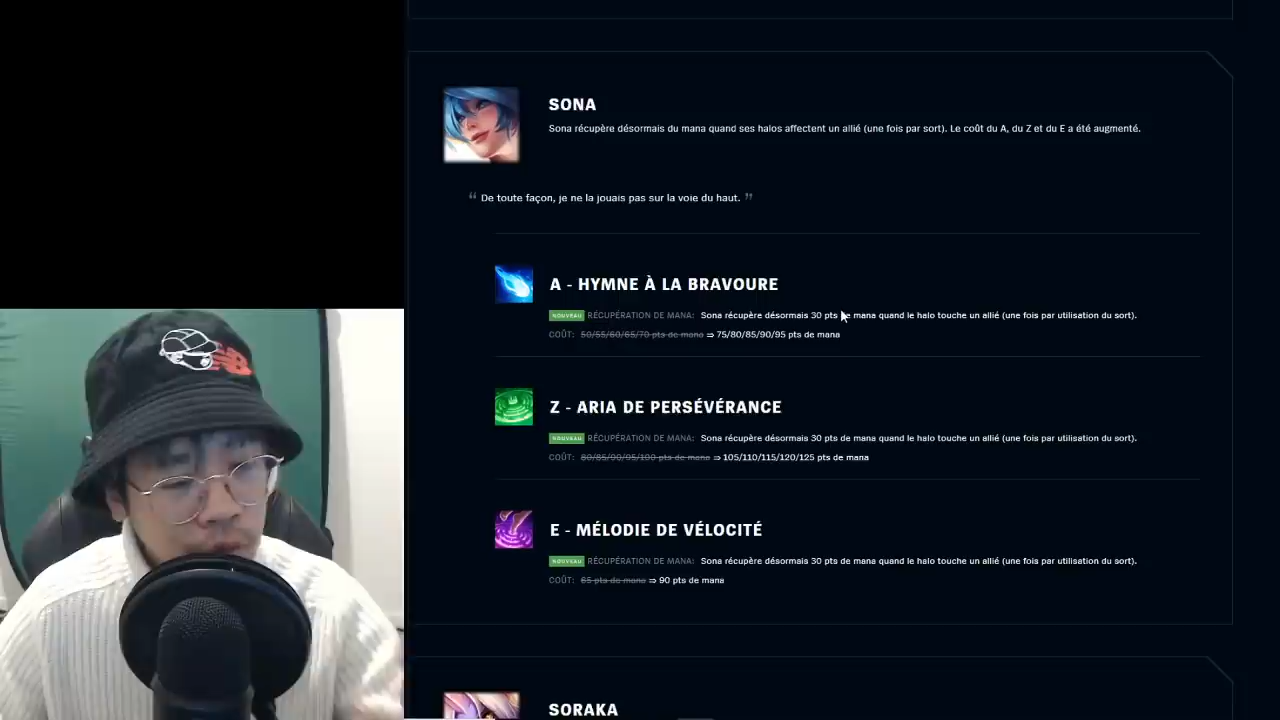 SONA
Sona récupère désormais du mana quand ses halos affectent un allié (une fois par sort). Le coût du A, du Z et du E a été augmenté.
“ De toute façon, je ne la jouais pas sur la voie du haut. ”
A - HYMNE À LA BRAVOURE
NOUVEAU RÉCUPÉRATION DE MANA: Sona récupère désormais 30 pts de mana quand le halo touche un allié (une fois par utilisation du sort).
COÛT: 50/55/60/65/70 pts de mana ⇒ 75/80/85/90/95 pts de mana
Z - ARIA DE PERSÉVÉRANCE
NOUVEAU RÉCUPÉRATION DE MANA: Sona récupère désormais 30 pts de mana quand le halo touche un allié (une fois par utilisation du sort).
COÛT: 80/85/90/95/100 pts de mana ⇒ 105/110/115/120/125 pts de mana
E - MÉLODIE DE VÉLOCITÉ
NOUVEAU RÉCUPÉRATION DE MANA: Sona récupère désormais 30 pts de mana quand le halo touche un allié (une fois par utilisation du sort).
COÛT: 65 pts de mana ⇒ 90 pts de mana
SORAKA